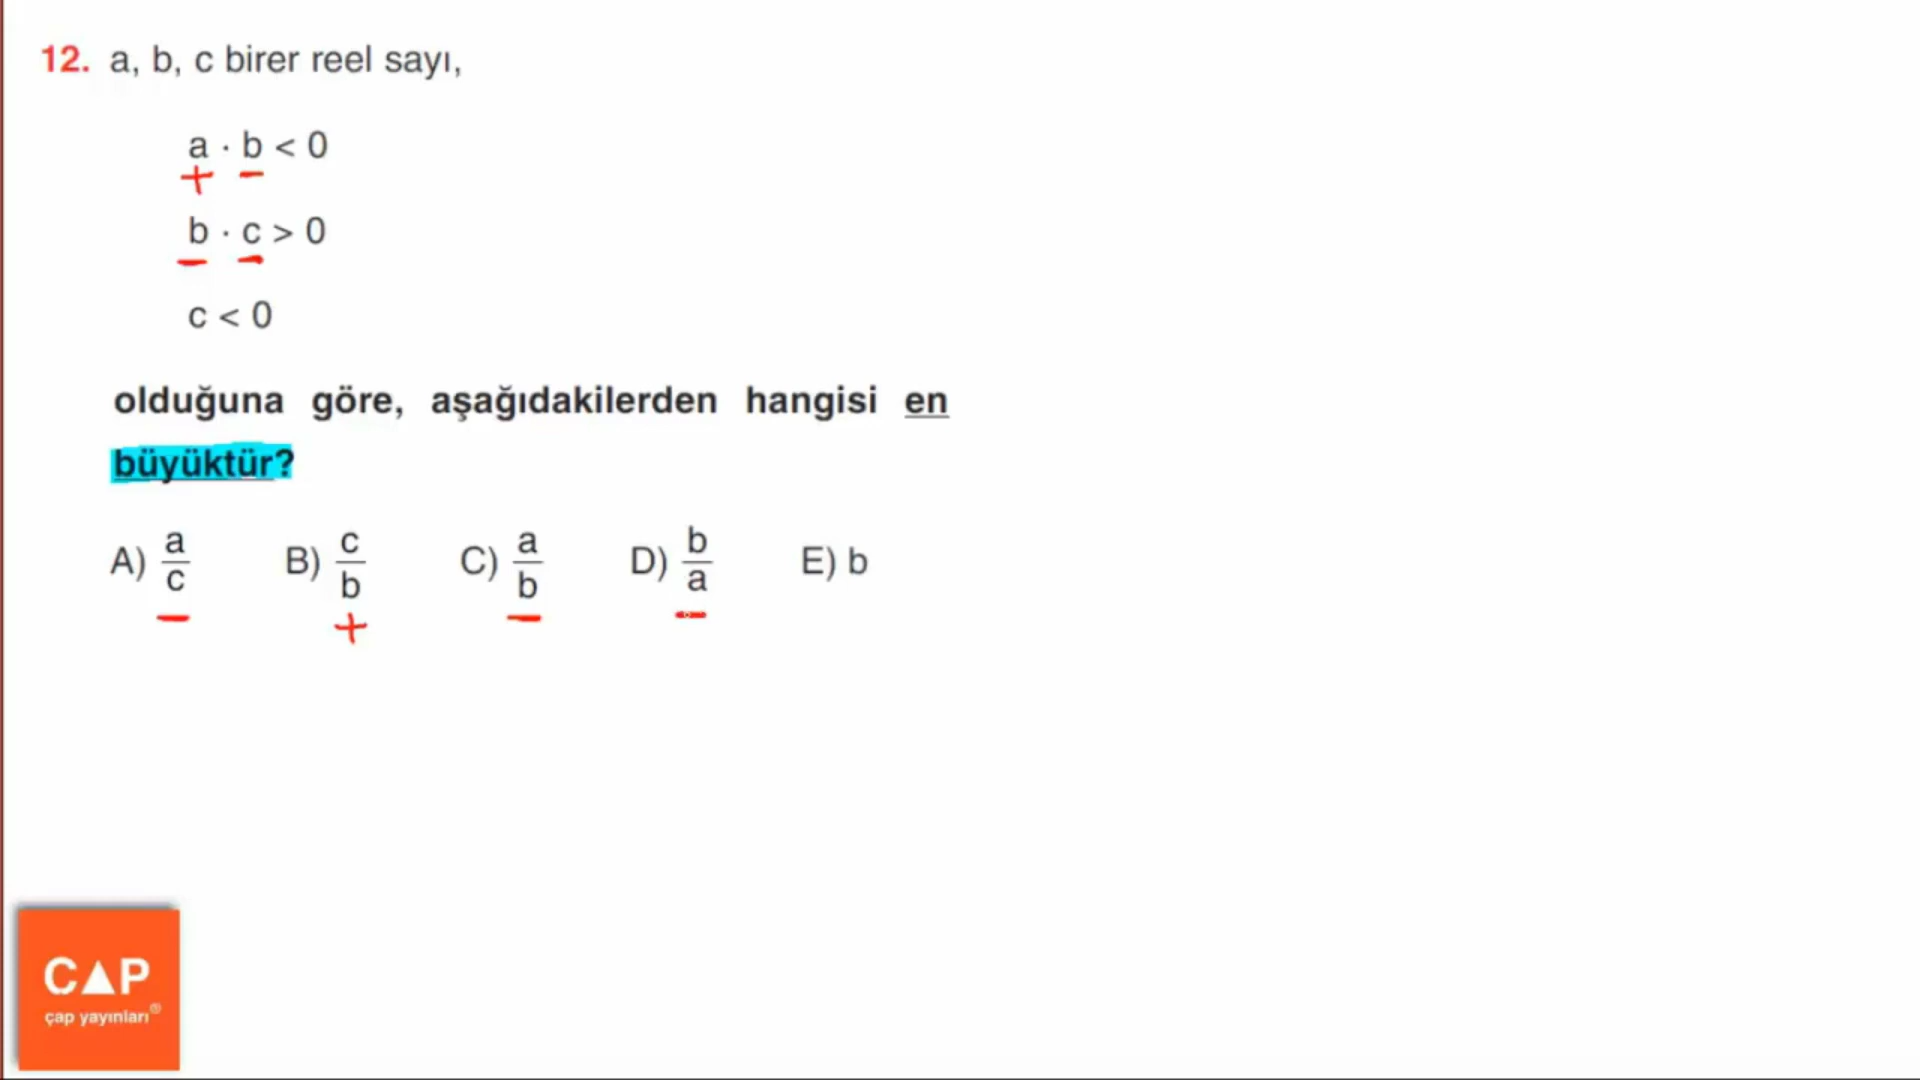 12. a, b, c birer reel sayı,
a · b < 0
+ −
b · c > 0
− −
c < 0
olduğuna göre, aşağıdakilerden hangisi en
büyüktür?
A) a/c B) c/b C) a/b D) b/a E) b
− + − −
CAP
çap yayınları®